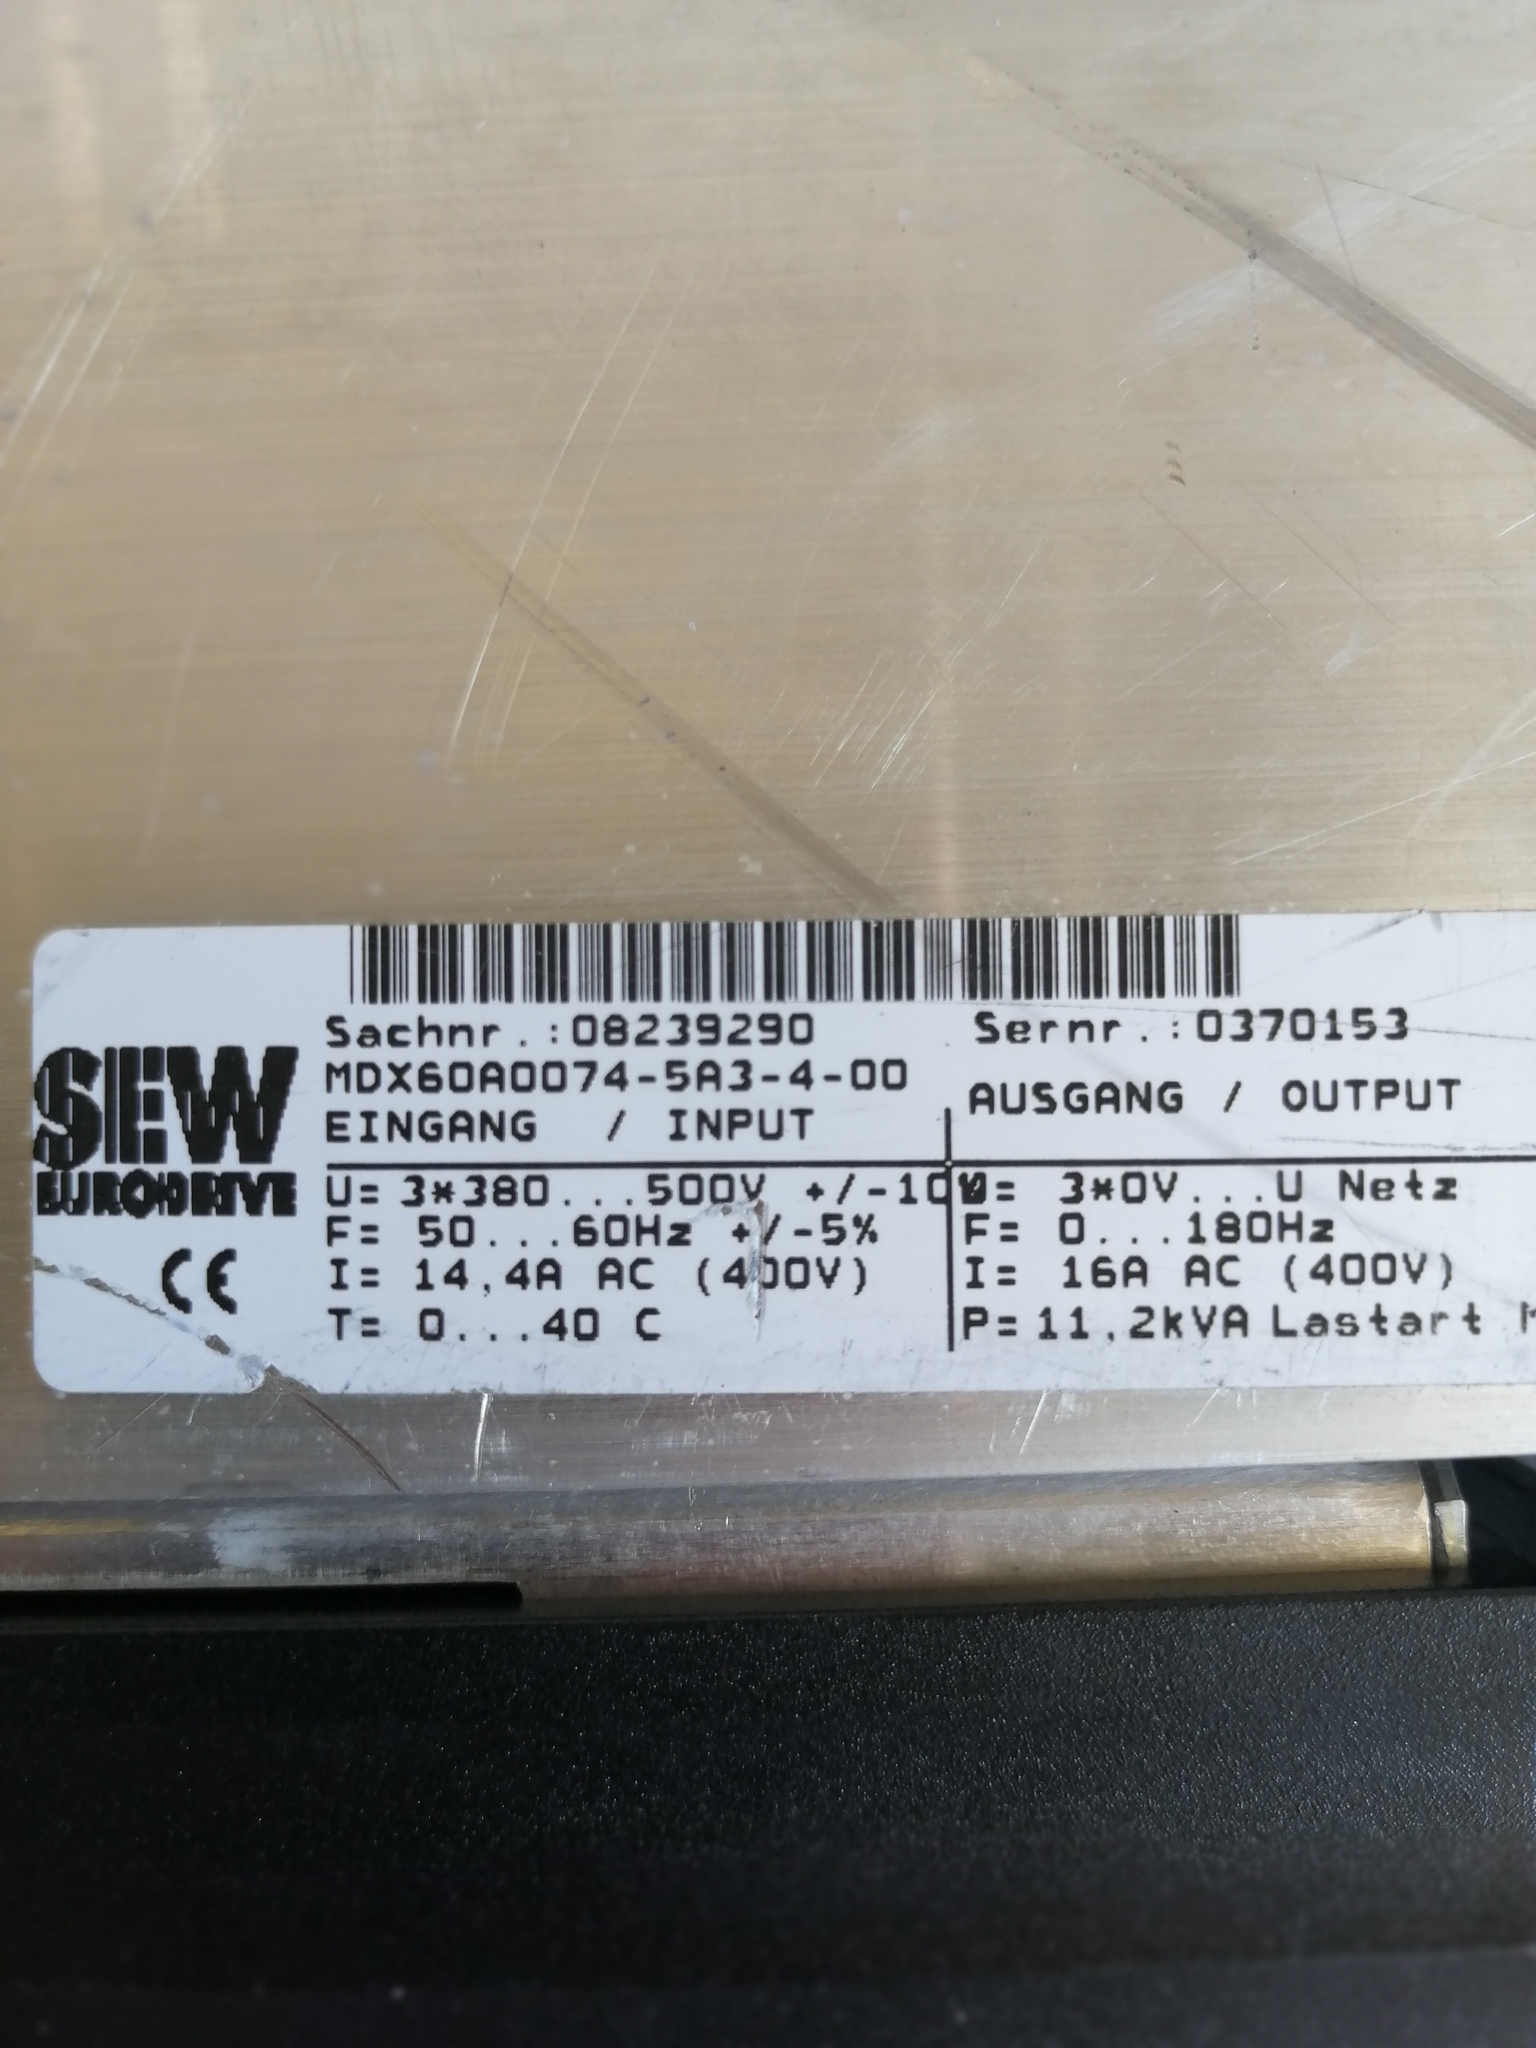 Sachnr.:08239290 Sernr.:0370153
SEW
EURODRIVE
MDX60A0074-5A3-4-00
EINGANG / INPUT AUSGANG / OUTPUT
U= 3*380...500V +/-10 U= 3*0V...U Netz
F= 50...60Hz +/-5% F= 0...180Hz
I= 14,4A AC (400V) I= 16A AC (400V)
T= 0...40 C P=11,2kVA Lastart
CE